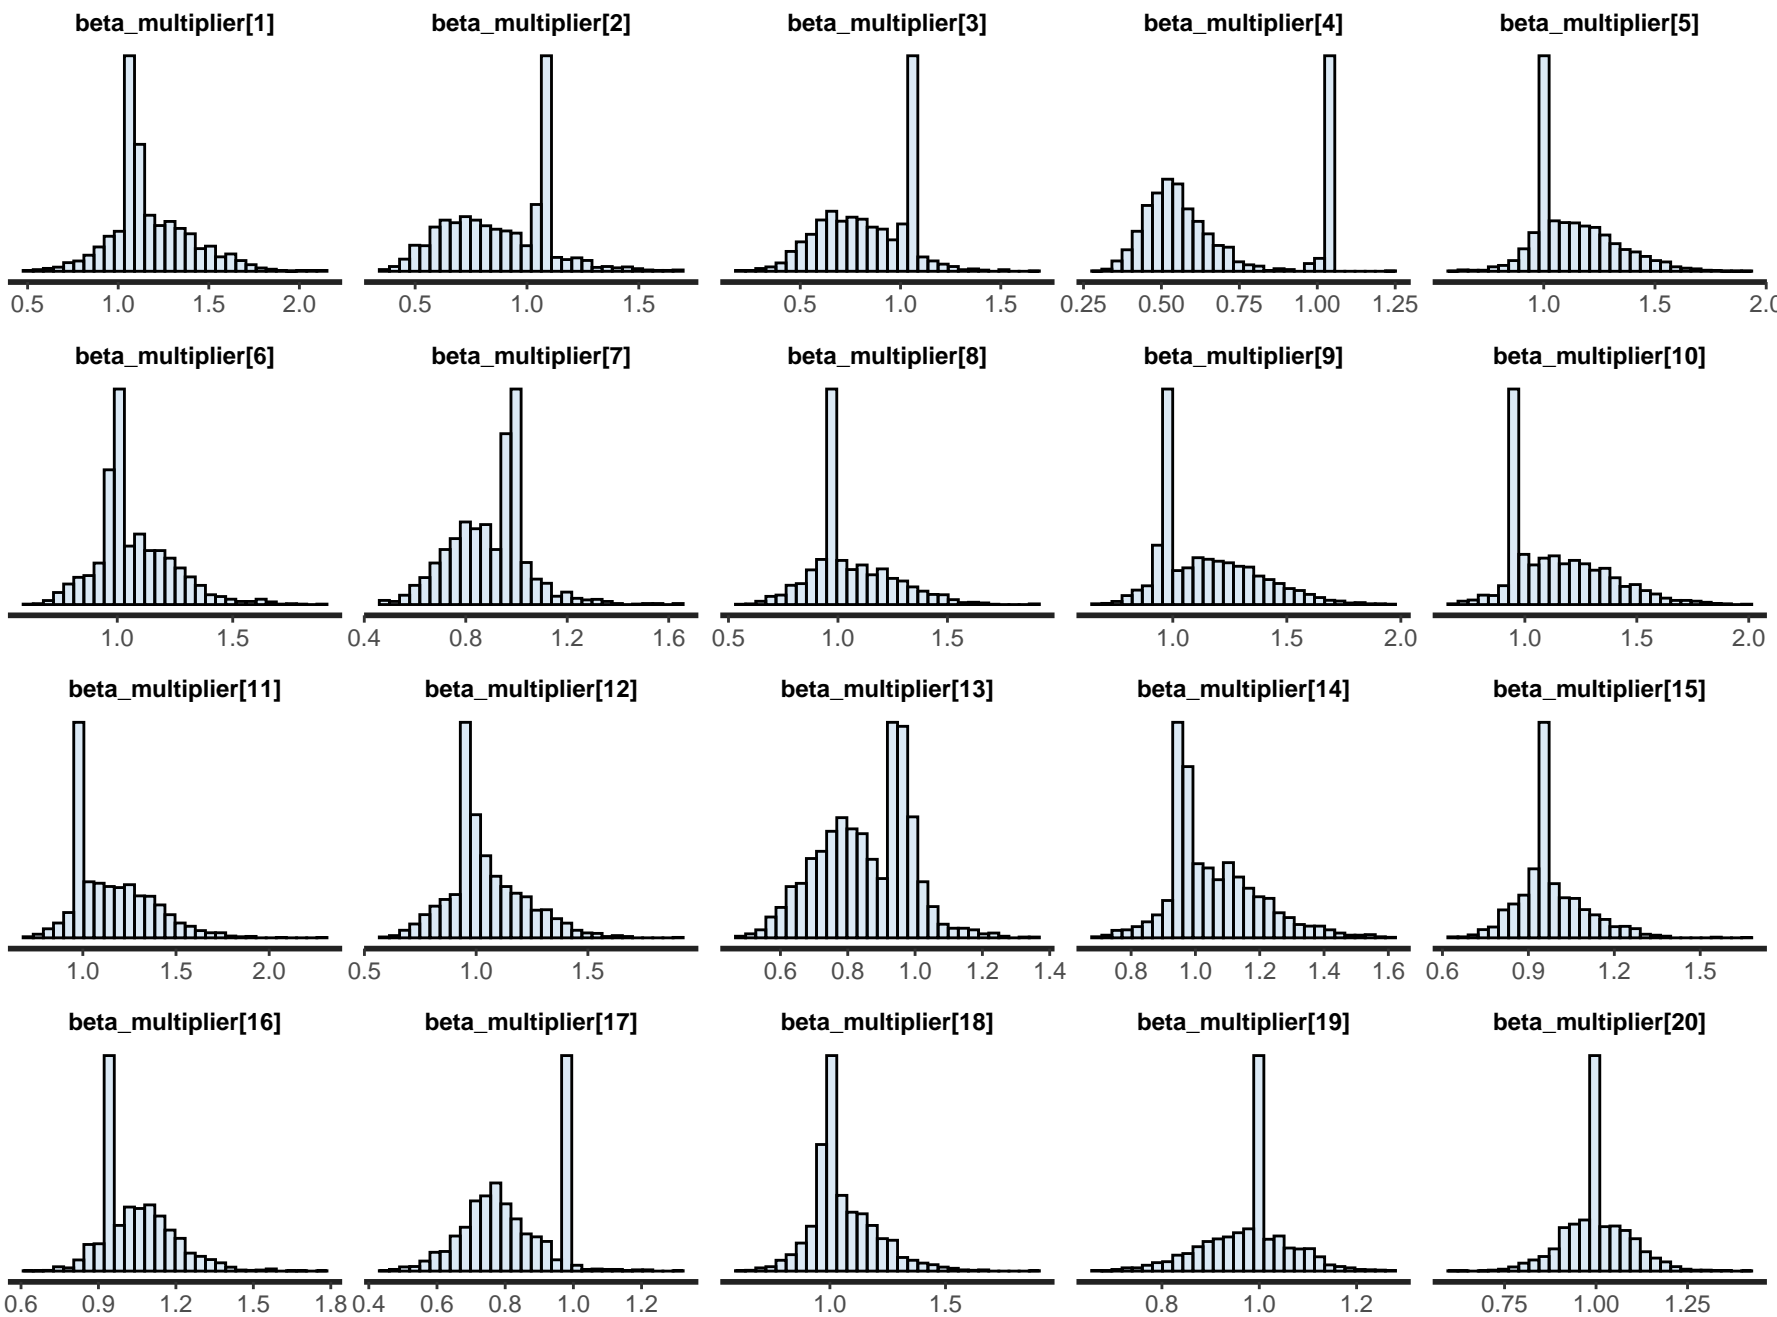 beta_multiplier[1] beta_multiplier[2] beta_multiplier[3] beta_multiplier[4] beta_multiplier[5]
0.5 1.0 1.5 2.0 0.5 1.0 1.5 0.5 1.0 1.5 0.25 0.50 0.75 1.00 1.25 1.0 1.5 2.0
beta_multiplier[6] beta_multiplier[7] beta_multiplier[8] beta_multiplier[9] beta_multiplier[10]
1.0 1.5 0.4 0.8 1.2 1.6 0.5 1.0 1.5 1.0 1.5 2.0 1.0 1.5 2.0
beta_multiplier[11] beta_multiplier[12] beta_multiplier[13] beta_multiplier[14] beta_multiplier[15]
1.0 1.5 2.0 0.5 1.0 1.5 0.6 0.8 1.0 1.2 1.4 0.8 1.0 1.2 1.4 1.6 0.6 0.9 1.2 1.5
beta_multiplier[16] beta_multiplier[17] beta_multiplier[18] beta_multiplier[19] beta_multiplier[20]
0.6 0.9 1.2 1.5 1.8 0.4 0.6 0.8 1.0 1.2 1.0 1.5 0.8 1.0 1.2 0.75 1.00 1.25